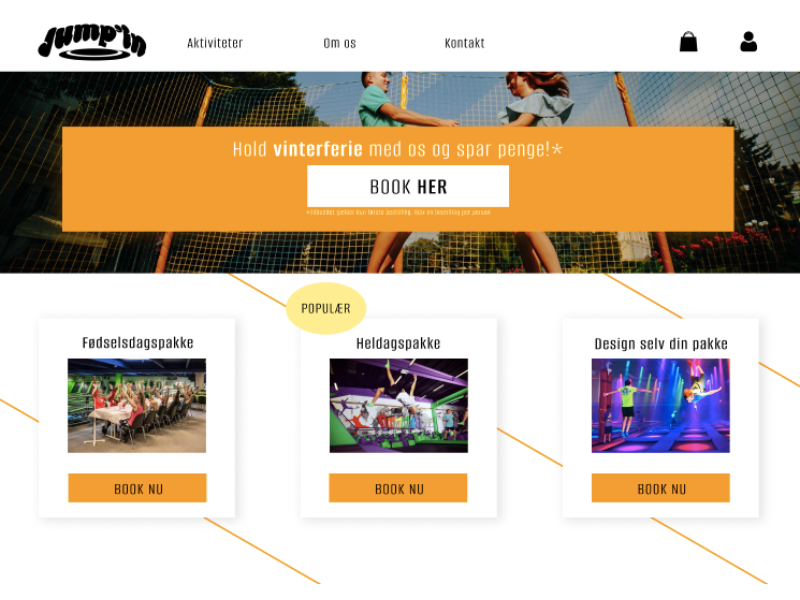 Jump'in
Aktiviteter
Om os
Kontakt
Hold vinterferie med os og spar penge!*
BOOK HER
POPULÆR
Fødselsdagspakke
Heldagspakke
Design selv din pakke
BOOK NU
BOOK NU
BOOK NU